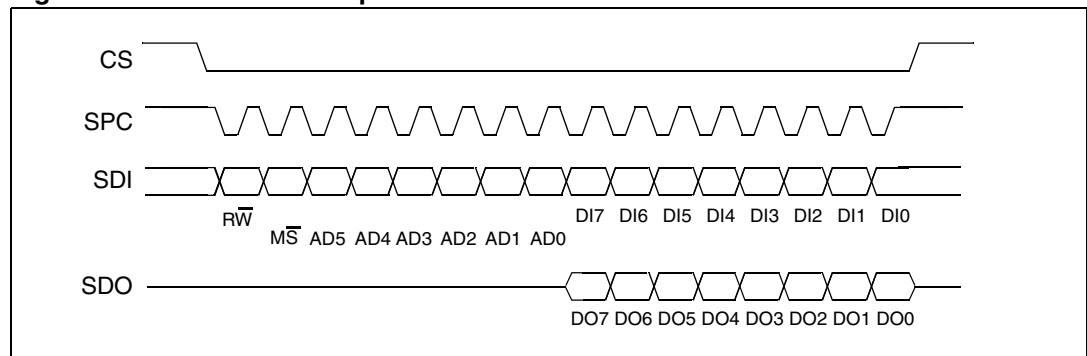 CS
SPC
SDI
DI7 DI6 DI5 DI4 DI3 DI2 DI1 DI0
RW̅
MS̅ AD5 AD4 AD3 AD2 AD1 AD0
SDO
DO7 DO6 DO5 DO4 DO3 DO2 DO1 DO0